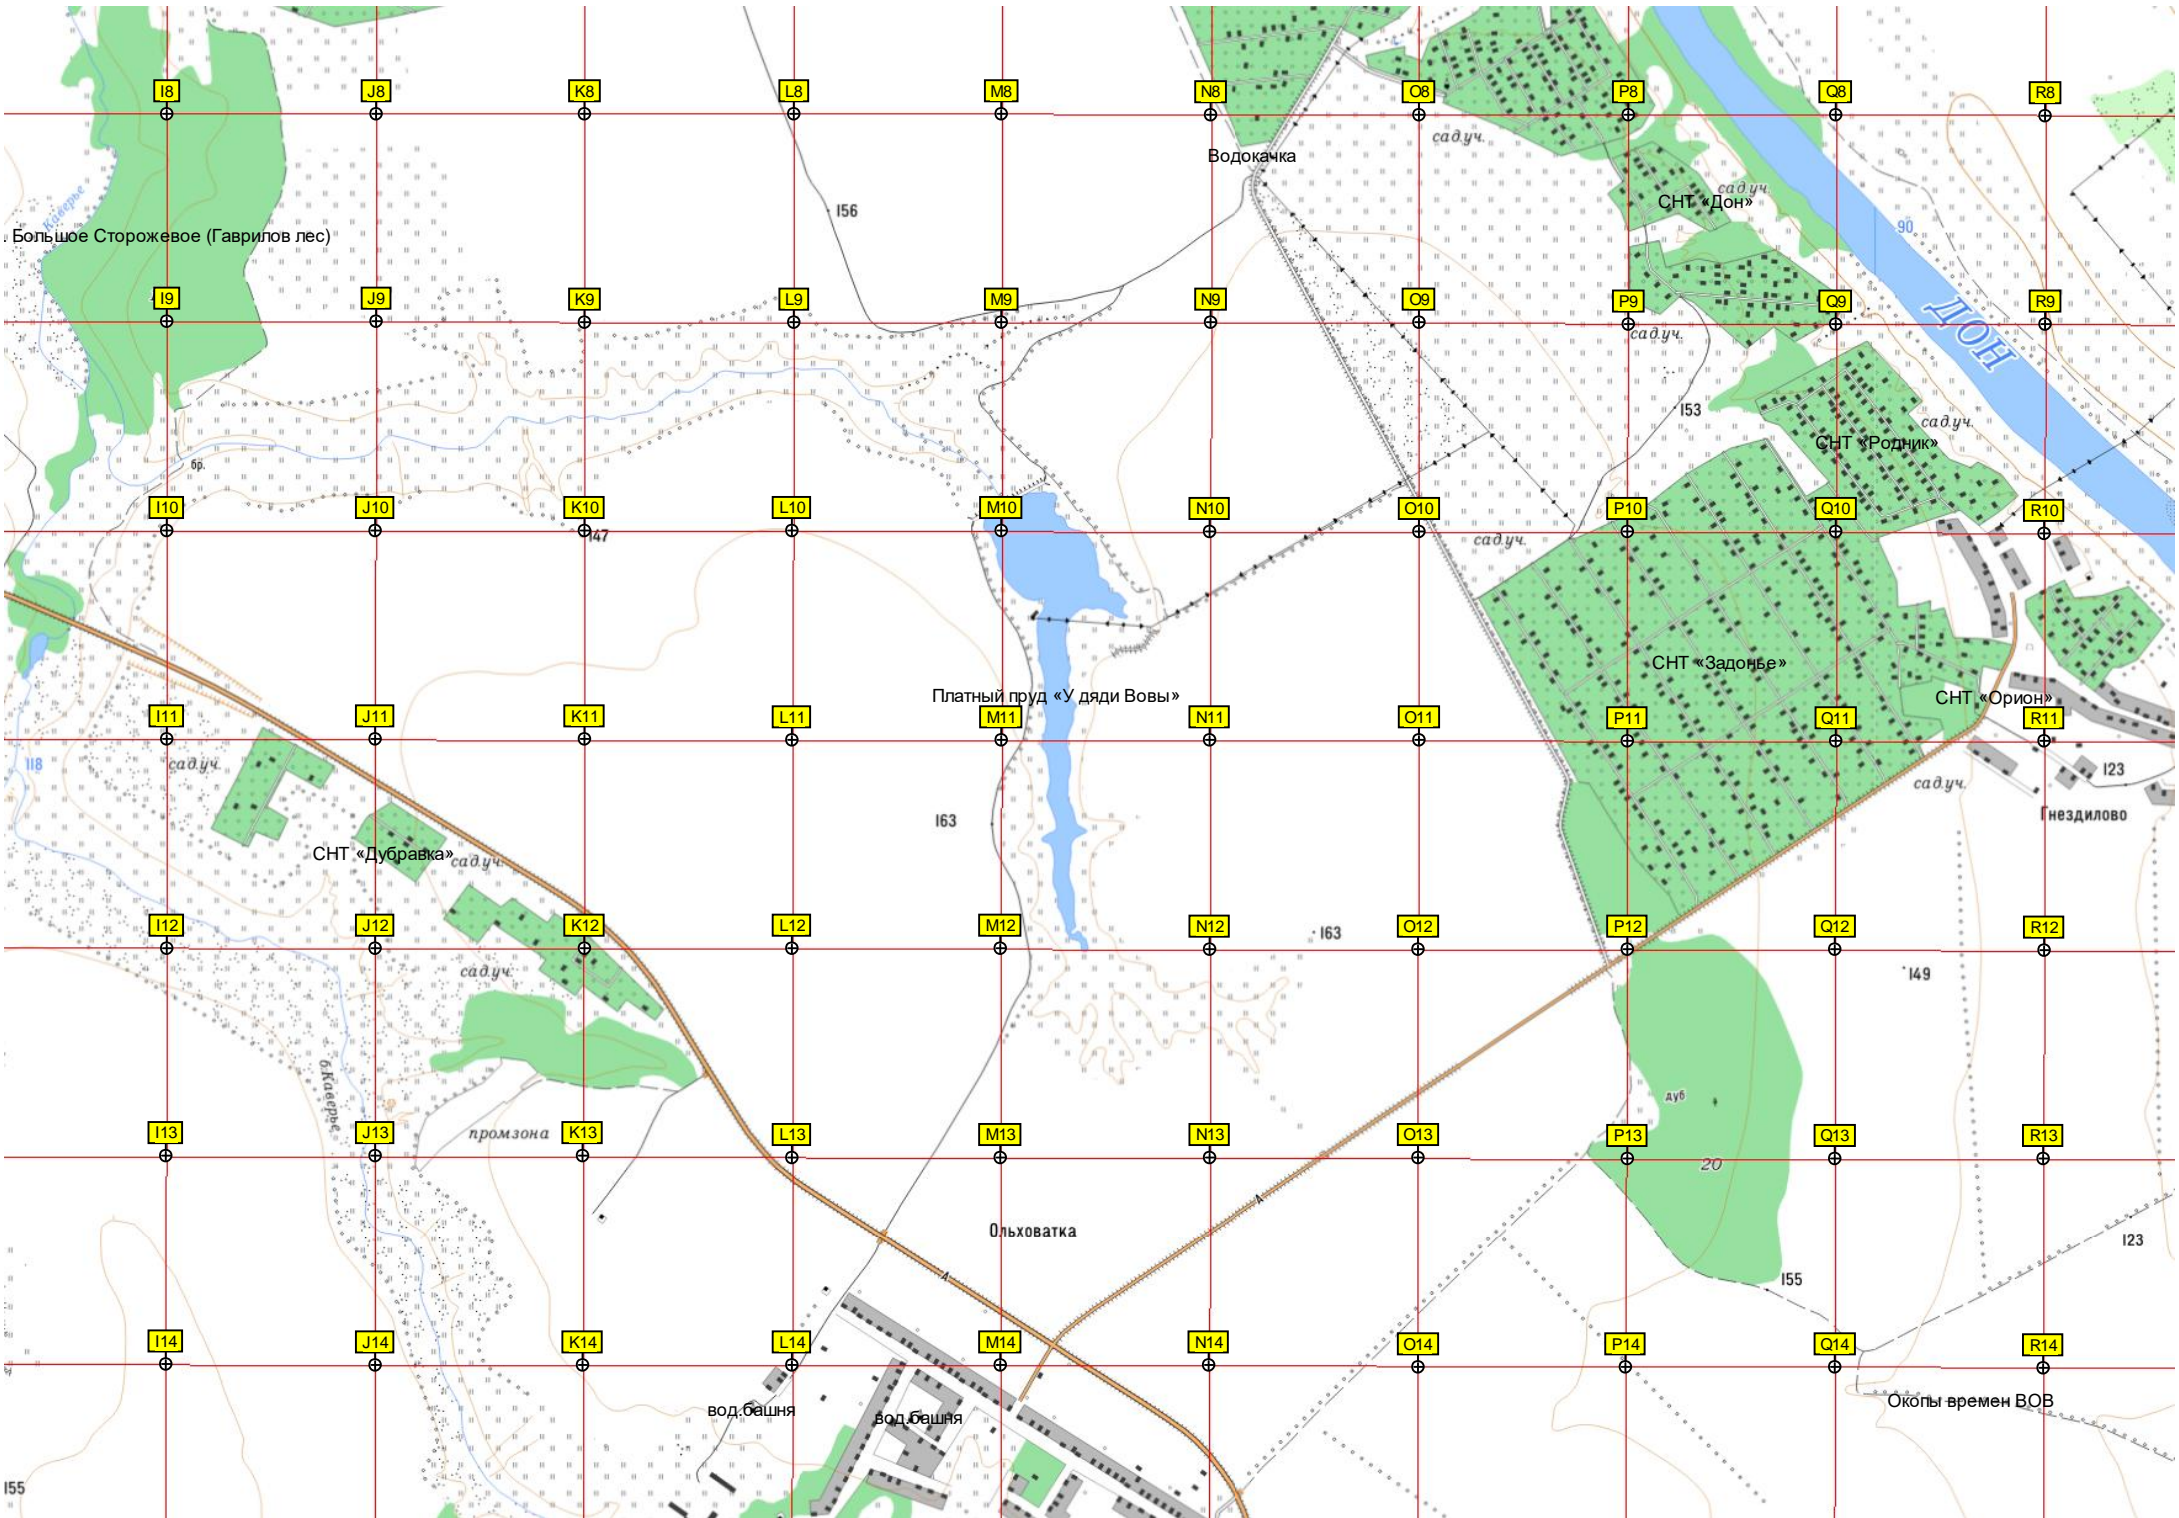 I8 J8 K8 L8 M8 N8 O8 P8 Q8 R8
сад.уч.
Водокачка
Каверье
сад.уч.
СНТ «Дон»
156
90
. Большое Сторожевое (Гаврилов лес)
I9 J9 K9 L9 M9 N9 O9 P9 Q9 R9
ДОН
сад.уч.
153
сад.уч.
СНТ «Родник»
бр.
I10 J10 K10 L10 M10 N10 O10 P10 Q10 R10
147
сад.уч.
СНТ «Задонье»
Платный пруд «У дяди Вовы»
СНТ «Орион»
I11 J11 K11 L11 M11 N11 O11 P11 Q11 R11
118
сад.уч.
123
сад.уч.
Гнездилово
163
СНТ «Дубравка»
сад.уч.
I12 J12 K12 L12 M12 N12 O12 P12 Q12 R12
163
сад.уч.
149
б.Каверье
дуб
промзона
I13 J13 K13 L13 M13 N13 O13 P13 Q13 R13
20
А
Ольховатка
123
А
155
I14 J14 K14 L14 M14 N14 O14 P14 Q14 R14
Окопы времен ВОВ
вод.башня
вод.башня
155